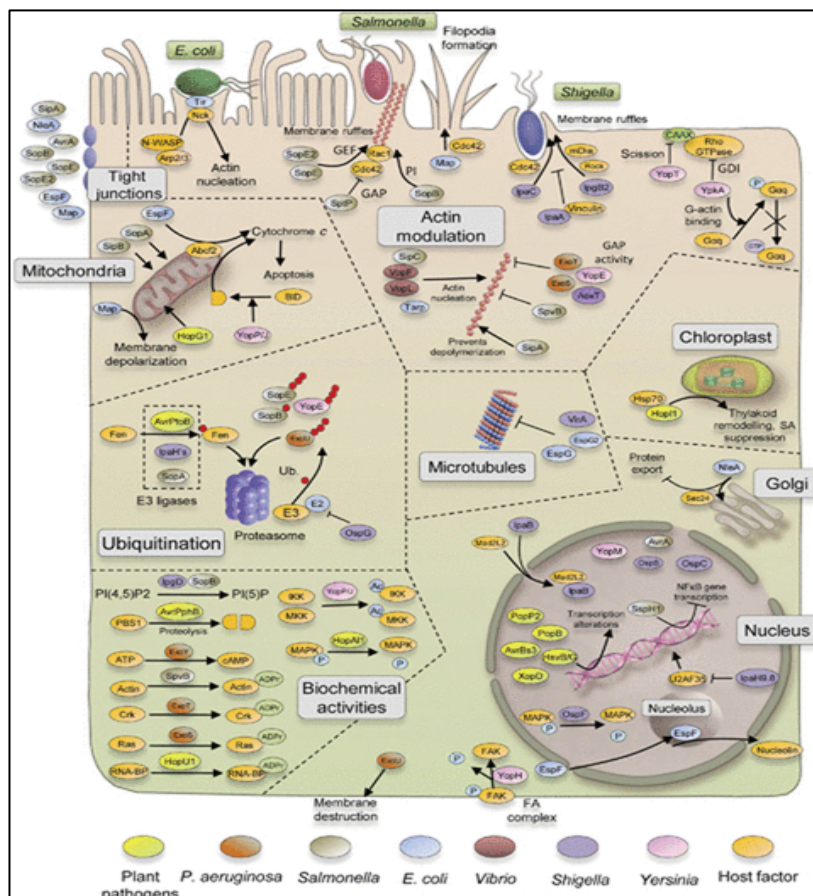 E. coli
Salmonella
Filopodia
formation
Shigella
Tir
Nck
N-WASP
Arp2/3
Actin
nucleation
SipA
NleA
AvrA
SopB
SopE
SopE2
EspF
Map
Tight
junctions
Membrane ruffles
GEF
SopE2
SopE
Rac1
Cdc42
GAP
SptP
PI
SopB
Cdc42
Map
Membrane ruffles
Cdc42
IpaC
mDia
Rock
IpgB2
Vinculin
IpaA
CAAX
Scission
YopT
Rho
GTPase
GDI
YpkA
G-actin
binding
Gαq
P
Gαq
GTP
Gαq
Actin
modulation
Mitochondria
EspF
SopA
SipB
Abcf2
Cytochrome c
Apoptosis
BID
Map
HopG1
YopP/J
Membrane
depolarization
SipC
VopF
VopL
Tarp
Actin
nucleation
ExoT
ExoS
YopE
AexT
GAP
activity
SpvB
Prevents
depolymerization
SipA
Chloroplast
Hsp70
HopI1
Thylakoid
remodelling, SA
suppression
Fen
AvrPtoB
IpaH's
SopA
E3 ligases
Fen
SopE
SopB
YopE
ExoU
Ub.
E3
E2
OspG
Proteasome
Ubiquitination
VirA
EspG2
EspG
Microtubules
Protein
export
NleA
Sec24
Golgi
PI(4,5)P2
IpgD
SopB
PI(5)P
PBS1
AvrPphB
Proteolysis
ATP
ExoY
cAMP
Actin
SpvB
Actin
ADPr
Crk
ExoT
Crk
ADPr
Ras
ExoS
Ras
ADPr
RNA-BP
HopU1
RNA-BP
ADPr
IKK
MKK
YopP/J
Ac
IKK
Ac
MKK
MAPK
P
HopAI1
MAPK
P
Biochemical
activities
Mad2L2
IpaB
Mad2L2
IpaB
YopM
AvrA
OspB
OspC
NFκB gene
transcription
Transcription
alterations
SspH1
PopP2
PopB
AvrBs3
HsvB/G
XopD
Nucleus
U2AF35
IpaH9.8
MAPK
P
OspF
MAPK
P
Nucleolus
EspF
EspF
Nucleolin
ExoU
Membrane
destruction
FAK
P
YopH
P
FAK
FA
complex
Plant
pathogens
P. aeruginosa
Salmonella
E. coli
Vibrio
Shigella
Yersinia
Host factor